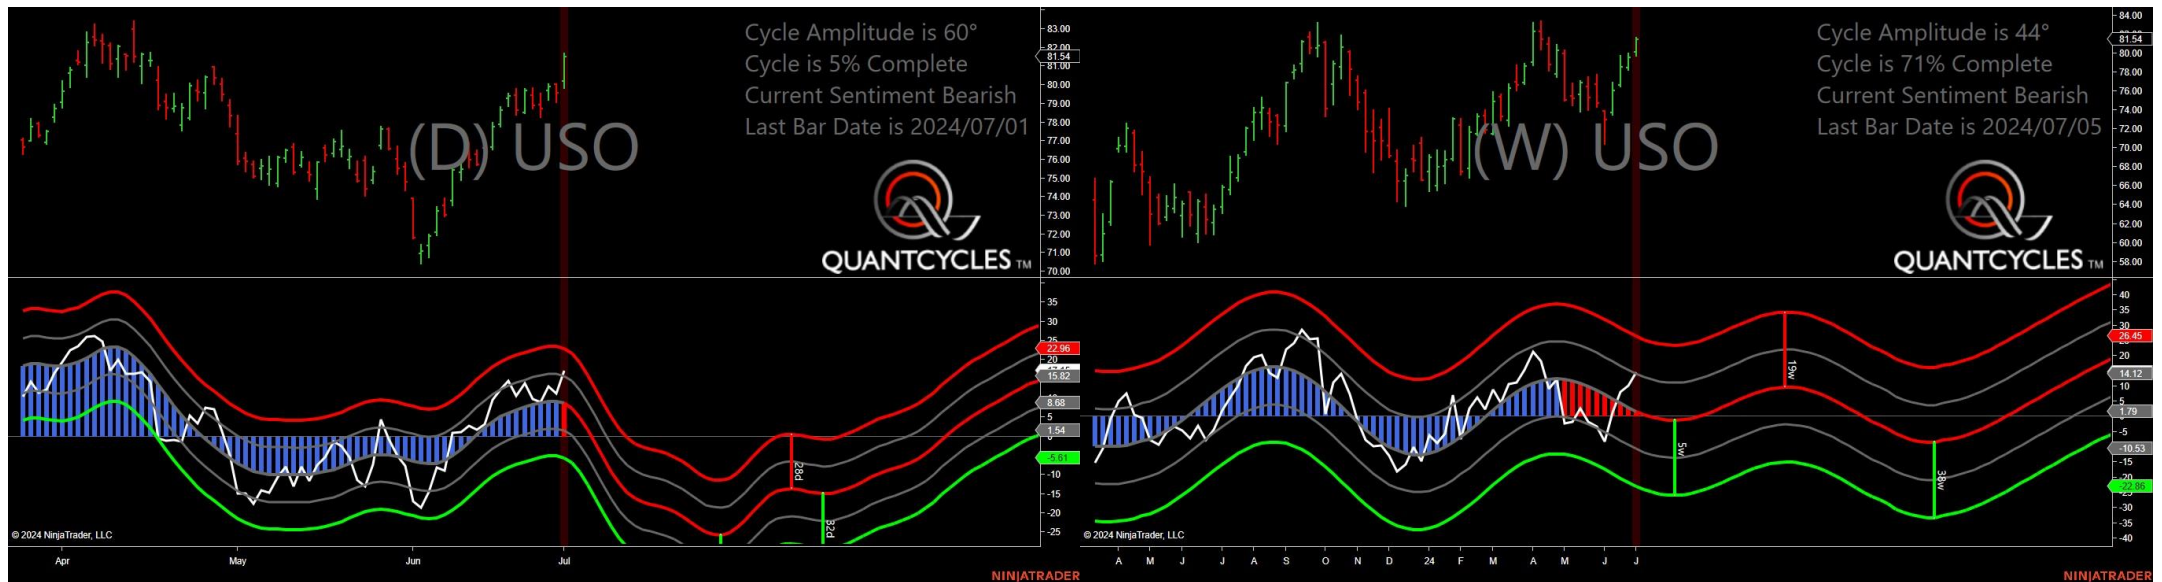 Cycle Amplitude is 60°
Cycle is 5% Complete
Current Sentiment Bearish
Last Bar Date is 2024/07/01
(D) USO
QUANTCYCLES TM
83.00
82.00
81.54
81.00
80.00
79.00
78.00
77.00
76.00
75.00
74.00
73.00
72.00
71.00
70.00
35
30
22.96
20
15.82
8.68
5
1.54
-5.61
-10
-15
-20
-25
28d
32d
© 2024 NinjaTrader, LLC
Apr May Jun Jul
NINJATRADER
Cycle Amplitude is 44°
Cycle is 71% Complete
Current Sentiment Bearish
Last Bar Date is 2024/07/05
(W) USO
QUANTCYCLES TM
84.00
81.54
80.00
78.00
76.00
74.00
72.00
70.00
68.00
66.00
64.00
62.00
60.00
58.00
40
35
30
26.45
20
14.12
10
5
1.79
-5
-10.53
-15
-20
-22.86
-25
-30
-35
-40
19w
5w
38w
© 2024 NinjaTrader, LLC
A M J J A S O N D 24 F M A M J J
NINJATRADER